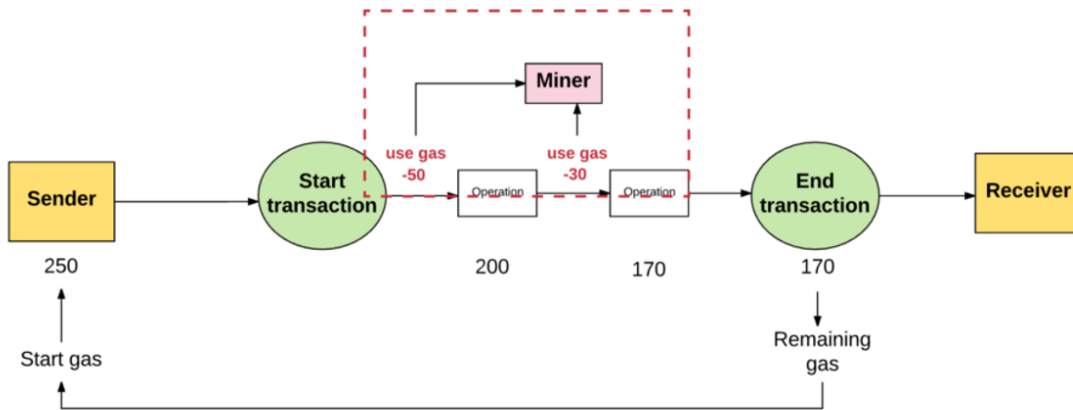 Miner
use gas
-50
use gas
-30
Sender
Start
transaction
Operation
Operation
End
transaction
Receiver
250
200
170
170
Start gas
Remaining
gas